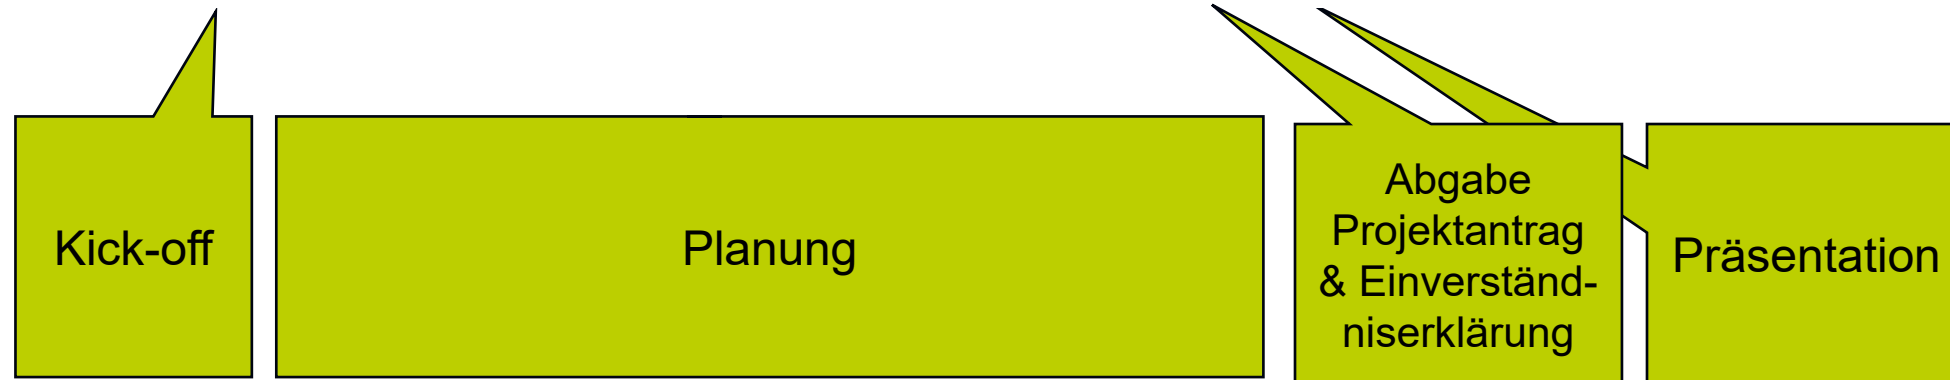 Kick-off
Planung
Abgabe
Projektantrag
& Einverständ-
niserklärung
Präsentation